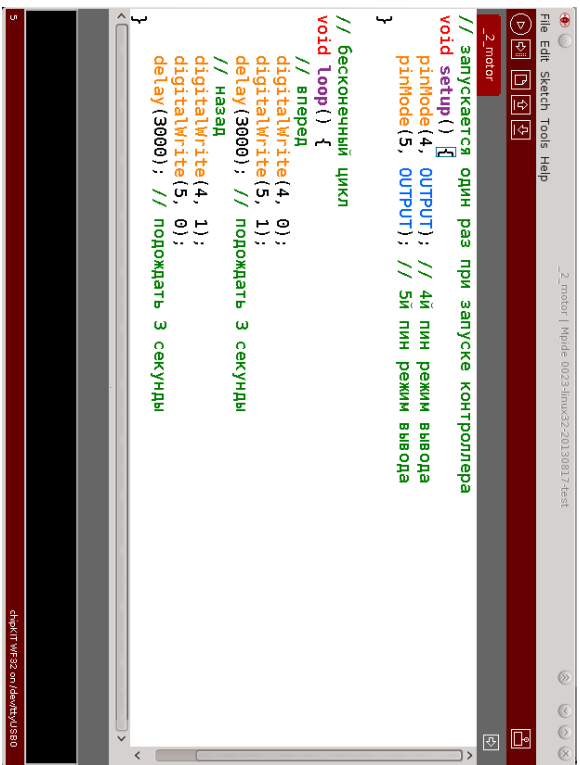 _2_motor | Mpide 0023-linux32-20130817-test
File Edit Sketch Tools Help
_2_motor
// запускается один раз при запуске контроллера
void setup() {
pinMode(4, OUTPUT); // 4й пин режим вывода
pinMode(5, OUTPUT); // 5й пин режим вывода
}
// бесконечный цикл
void loop() {
// вперед
digitalWrite(4, 0);
digitalWrite(5, 1);
delay(3000); // подождать 3 секунды
// назад
digitalWrite(4, 1);
digitalWrite(5, 0);
delay(3000); // подождать 3 секунды
}
5
chipKIT WF32 on /dev/ttyUSB0